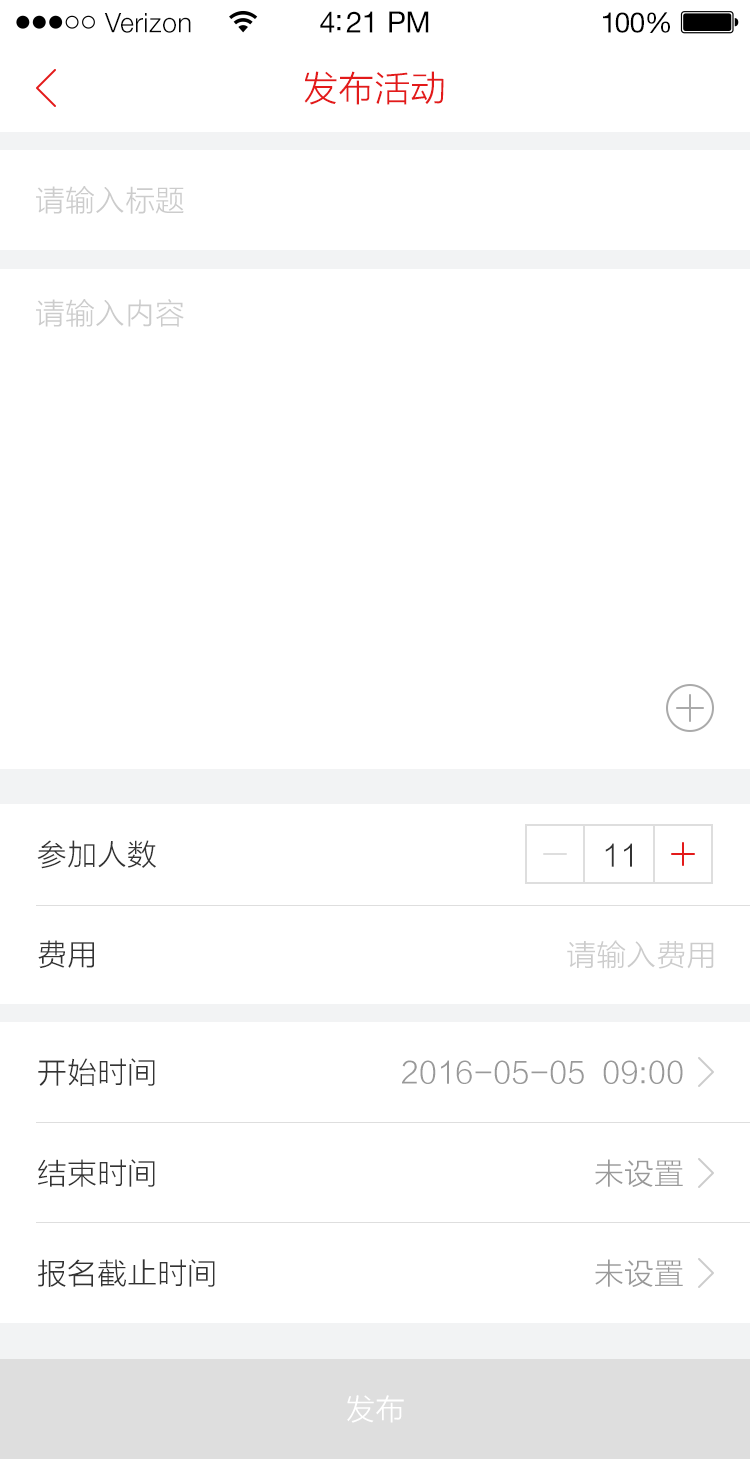 Verizon 4:21 PM 100%
发布活动
请输入标题
请输入内容
参加人数 11
费用 请输入费用
开始时间 2016-05-05 09:00
结束时间 未设置
报名截止时间 未设置
发布